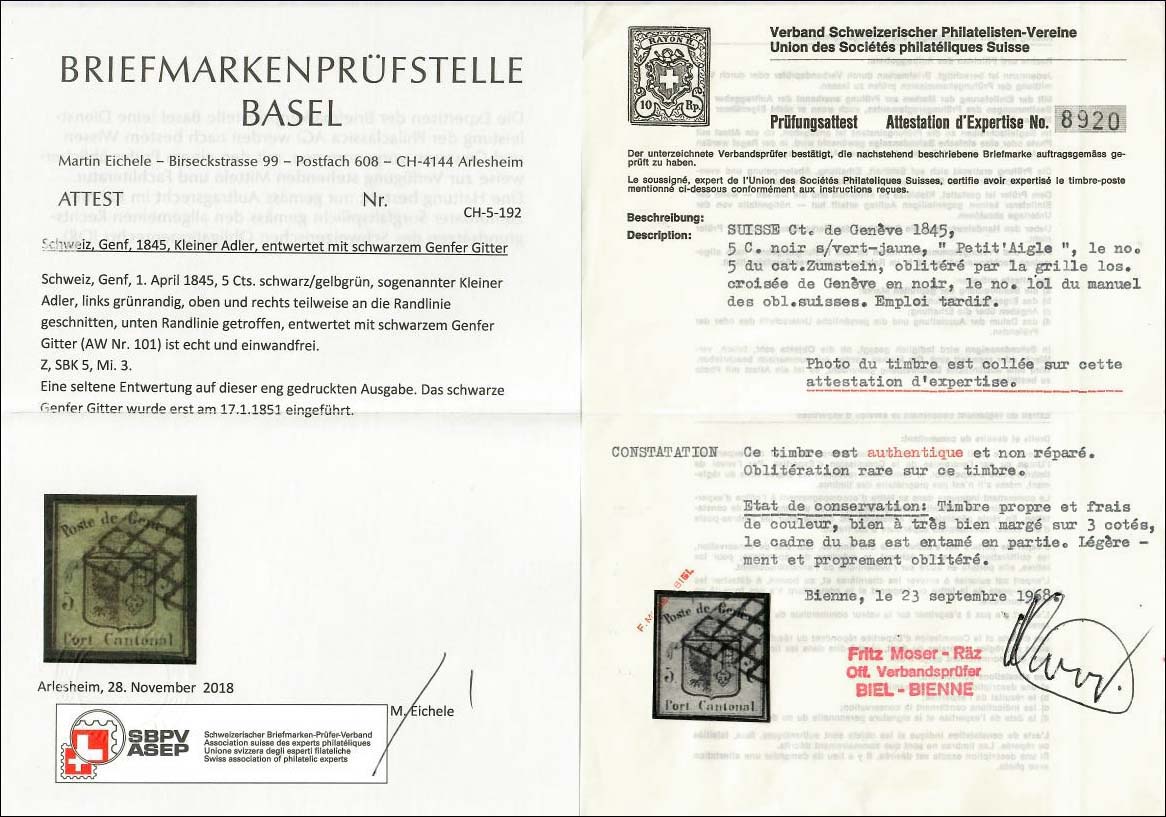 BRIEFMARKENPRÜFSTELLE
BASEL
Martin Eichele – Birseckstrasse 99 – Postfach 608 – CH-4144 Arlesheim
ATTEST Nr. CH-5-192
Schweiz, Genf, 1845, Kleiner Adler, entwertet mit schwarzem Genfer Gitter
Schweiz, Genf, 1. April 1845, 5 Cts. schwarz/gelbgrün, sogenannter Kleiner
Adler, links grünrandig, oben und rechts teilweise an die Randlinie
geschnitten, unten Randlinie getroffen, entwertet mit schwarzem Genfer
Gitter (AW Nr. 101) ist echt und einwandfrei.
Z, SBK 5, Mi. 3.
Eine seltene Entwertung auf dieser eng gedruckten Ausgabe. Das schwarze
Genfer Gitter wurde erst am 17.1.1851 eingeführt.
Poste de Genève
5
Port Cantonal
Arlesheim, 28. November 2018
M. Eichele
SBPV
ASEP
Schweizerischer Briefmarken-Prüfer-Verband
Association suisse des experts philatéliques
Unione svizzera degli esperti filateliche
Swiss association of philatelic experts
RAYON II.
10 Rp.
Verband Schweizerischer Philatelisten-Vereine
Union des Sociétés philatéliques Suisse
Prüfungsattest Attestation d'Expertise No. 8920
Der unterzeichnete Verbandsprüfer bestätigt, die nachstehend beschriebene Briefmarke auftragsgemäss ge-
prüft zu haben.
Le soussigné, expert de l'Union des Sociétés Philateliques Suisses, certifie avoir expertisé le timbre-poste
mentionné ci-dessous conformément aux instructions reçues.
Beschreibung:
Description:
SUISSE Ct. de Genève 1845,
5 C. noir s/vert-jaune, " Petit'Aigle ", le no.
5 du cat.Zumstein, oblitéré par la grille los.
croisée de Genève en noir, le no. lol du manuel
des obl.suisses. Emploi tardif.
Photo du timbre est collée sur cette
attestation d'expertise.
CONSTATATION Ce timbre est authentique et non réparé.
Oblitération rare sur ce timbre.
Etat de conservation: Timbre propre et frais
de couleur, bien à très bien margé sur 3 cotés,
le cadre du bas est entamé en partie. Légère -
ment et proprement oblitéré.
Bienne, le 23 septembre 1968.
Poste de Genève
5
Port Cantonal
Fritz Moser - Räz
Off. Verbandsprüfer
BIEL - BIENNE